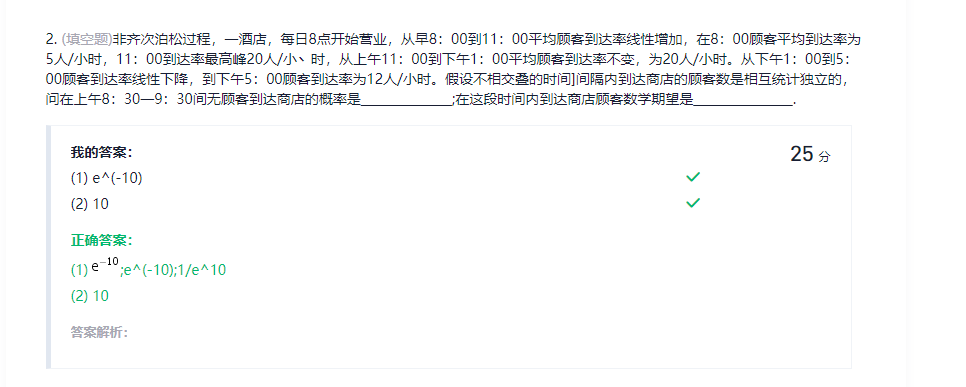 2. (填空题)非齐次泊松过程，一酒店，每日8点开始营业，从早8：00到11：00平均顾客到达率线性增加，在8：00顾客平均到达率为
5人/小时，11：00到达率最高峰20人/小、时，从上午11：00到下午1：00平均顾客到达率不变，为20人/小时。从下午1：00到5：
00顾客到达率线性下降，到下午5：00顾客到达率为12人/小时。假设不相交叠的时间]间隔内到达商店的顾客数是相互统计独立的，
问在上午8：30—9：30间无顾客到达商店的概率是______________;在这段时间内到达商店顾客数学期望是_______________.
我的答案：
25 分
(1) e^(-10)
(2) 10
正确答案：
(1) e⁻¹⁰;e^(-10);1/e^10
(2) 10
答案解析：